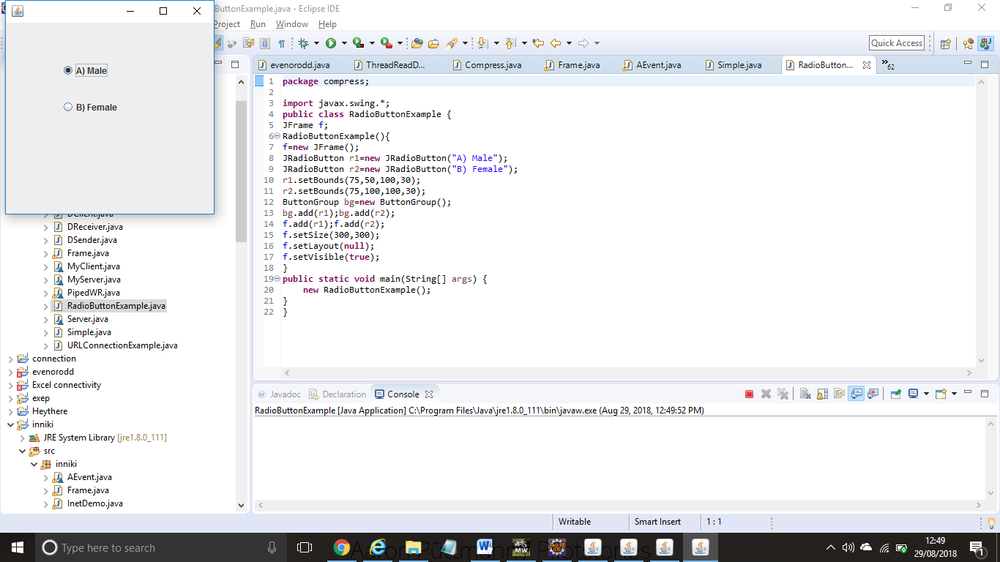 ButtonExample.java - Eclipse IDE
Project Run Window Help
Quick Access
A) Male
B) Female
evenorodd.java ThreadReadD... Compress.java Frame.java AEvent.java Simple.java RadioButton... 62
1 package compress;
2
3 import javax.swing.*;
4 public class RadioButtonExample {
5 JFrame f;
6 RadioButtonExample(){
7 f=new JFrame();
8 JRadioButton r1=new JRadioButton("A) Male");
9 JRadioButton r2=new JRadioButton("B) Female");
10 r1.setBounds(75,50,100,30);
11 r2.setBounds(75,100,100,30);
12 ButtonGroup bg=new ButtonGroup();
13 bg.add(r1);bg.add(r2);
14 f.add(r1);f.add(r2);
15 f.setSize(300,300);
16 f.setLayout(null);
17 f.setVisible(true);
18 }
19 public static void main(String[] args) {
20 new RadioButtonExample();
21 }
22 }
DClient.java
DReceiver.java
DSender.java
Frame.java
MyClient.java
MyServer.java
PipedWR.java
RadioButtonExample.java
Server.java
Simple.java
URLConnectionExample.java
connection
evenorodd
Excel connectivity
exep
Heythere
inniki
JRE System Library [jre1.8.0_111]
src
inniki
AEvent.java
Frame.java
InetDemo.java
@ Javadoc Declaration Console
RadioButtonExample [Java Application] C:\Program Files\Java\jre1.8.0_111\bin\javaw.exe (Aug 29, 2018, 12:49:52 PM)
Writable Smart Insert 1 : 1
Type here to search
12:49
29/08/2018
1